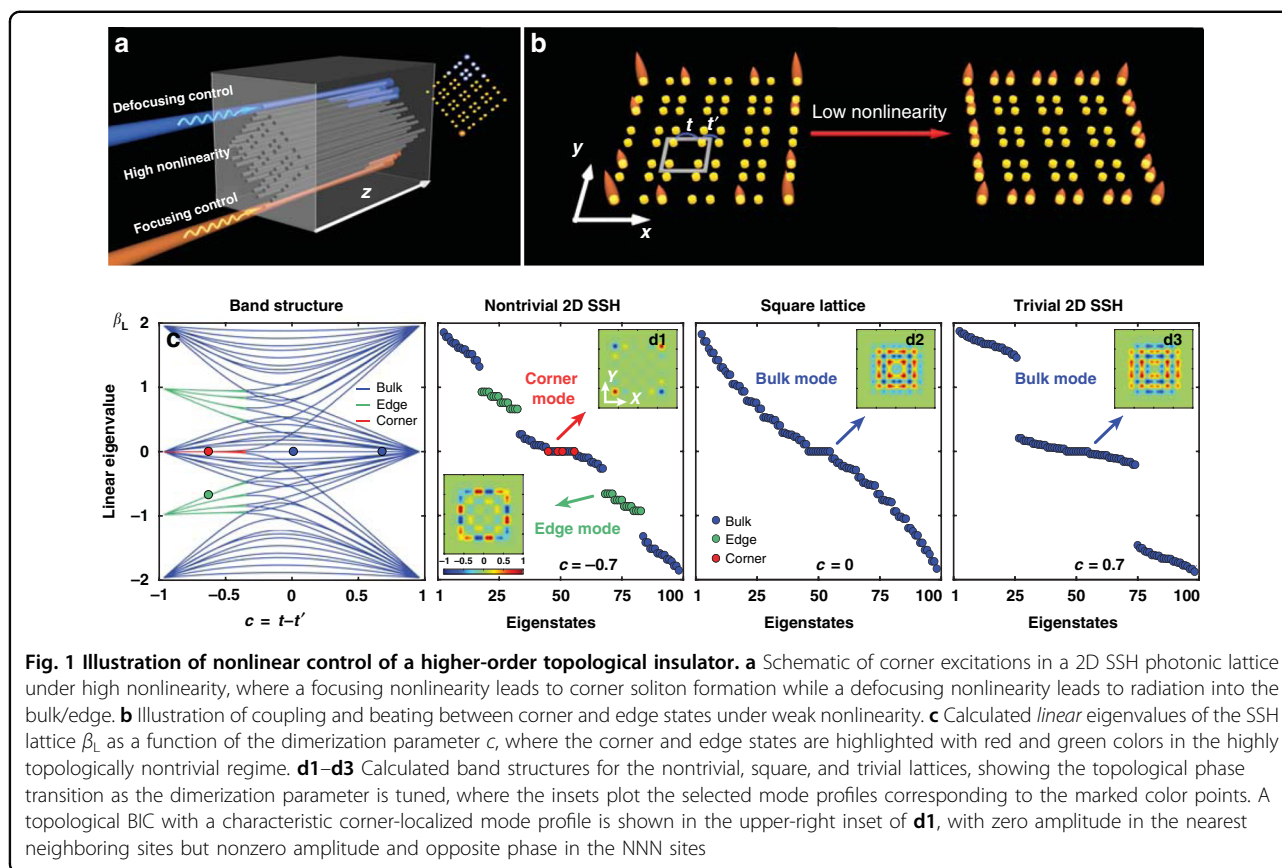 a
Defocusing control
High nonlinearity
Focusing control
z
b
t t′
y
x
Low nonlinearity
Band structure
c
β_L
2
1
0
−1
−2
Linear eigenvalue
Bulk
Edge
Corner
−1 −0.5 0 0.5 1
c = t−t′
Nontrivial 2D SSH
d1
Y
X
Corner
mode
Edge mode
−1 −0.5 0 0.5 1
c = −0.7
1 25 50 75 100
Eigenstates
Square lattice
d2
Bulk mode
Bulk
Edge
Corner
c = 0
1 25 50 75 100
Eigenstates
Trivial 2D SSH
d3
Bulk mode
c = 0.7
1 25 50 75 100
Eigenstates
Fig. 1 Illustration of nonlinear control of a higher-order topological insulator. a Schematic of corner excitations in a 2D SSH photonic lattice
under high nonlinearity, where a focusing nonlinearity leads to corner soliton formation while a defocusing nonlinearity leads to radiation into the
bulk/edge. b Illustration of coupling and beating between corner and edge states under weak nonlinearity. c Calculated linear eigenvalues of the SSH
lattice β_L as a function of the dimerization parameter c, where the corner and edge states are highlighted with red and green colors in the highly
topologically nontrivial regime. d1–d3 Calculated band structures for the nontrivial, square, and trivial lattices, showing the topological phase
transition as the dimerization parameter is tuned, where the insets plot the selected mode profiles corresponding to the marked color points. A
topological BIC with a characteristic corner-localized mode profile is shown in the upper-right inset of d1, with zero amplitude in the nearest
neighboring sites but nonzero amplitude and opposite phase in the NNN sites